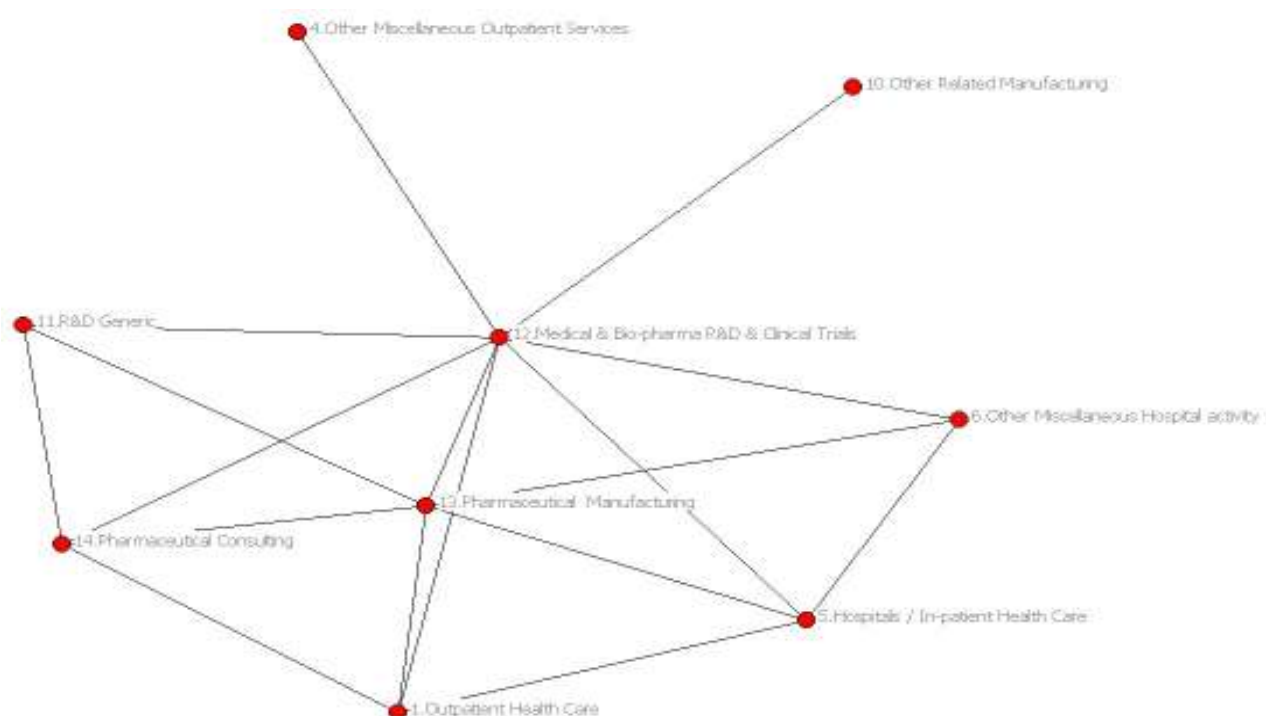 4.Other Miscellaneous Outpatient Services
10.Other Related Manufacturing
11.R&D Generic
12.Medical & Bio-pharma R&D & Clinical Trials
6.Other Miscellaneous Hospital activity
13.Pharmaceutical Manufacturing
14.Pharmaceutical Consulting
5.Hospitals / In-patient Health Care
1.Outpatient Health Care